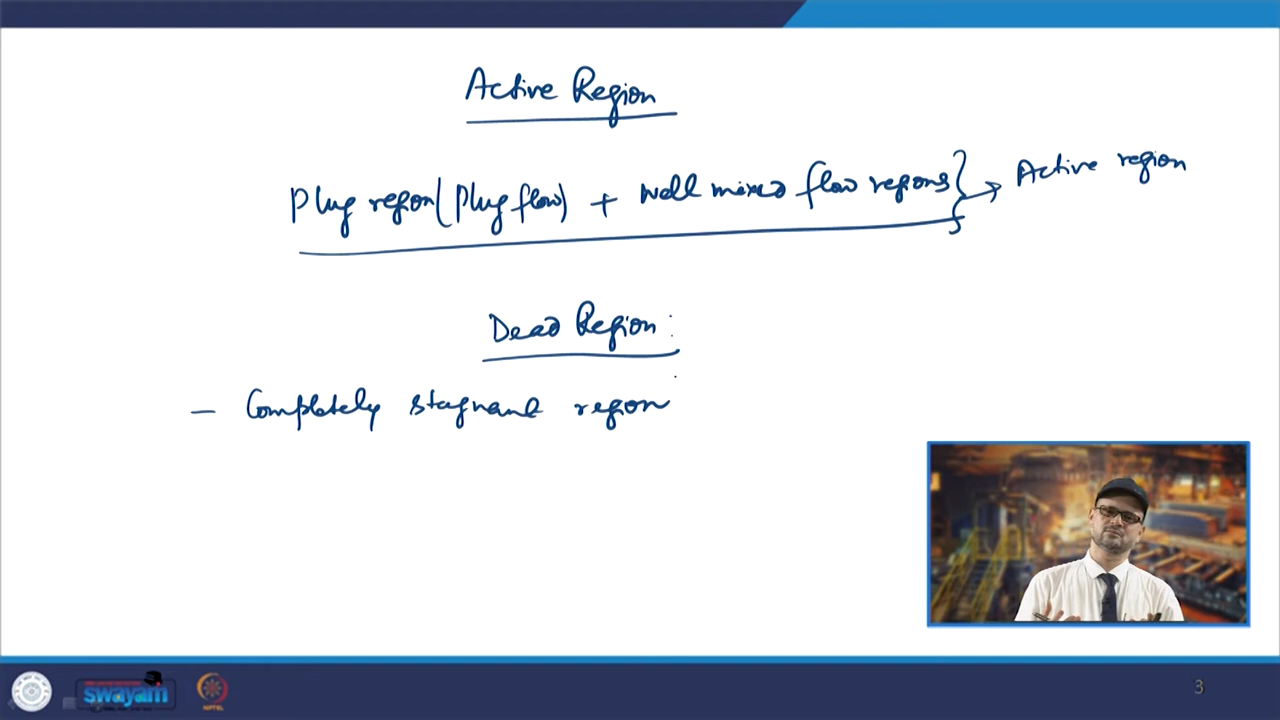 Active Region
Plug region (Plug flow) + well mixed flow regions } → Active region
Dead Region:
- Completely stagnant region
swayam
NPTEL
3